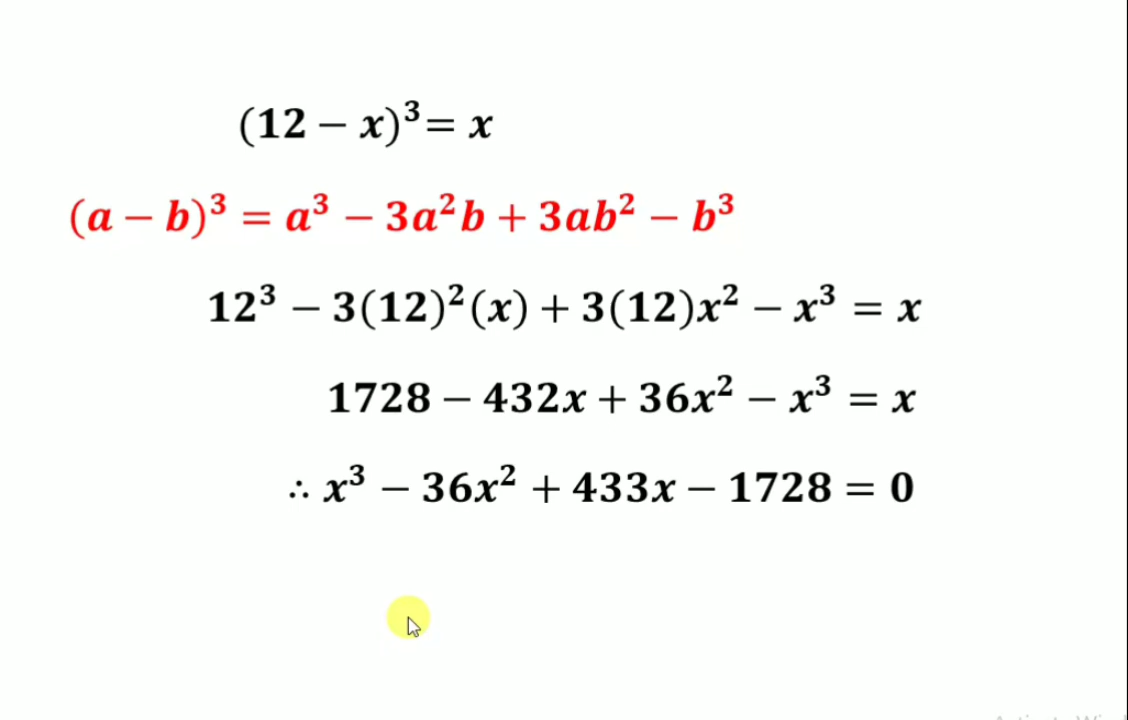 (12 − x)³= x
(a − b)³ = a³ − 3a²b + 3ab² − b³
12³ − 3(12)²(x) + 3(12)x² − x³ = x
1728 − 432x + 36x² − x³ = x
∴ x³ − 36x² + 433x − 1728 = 0